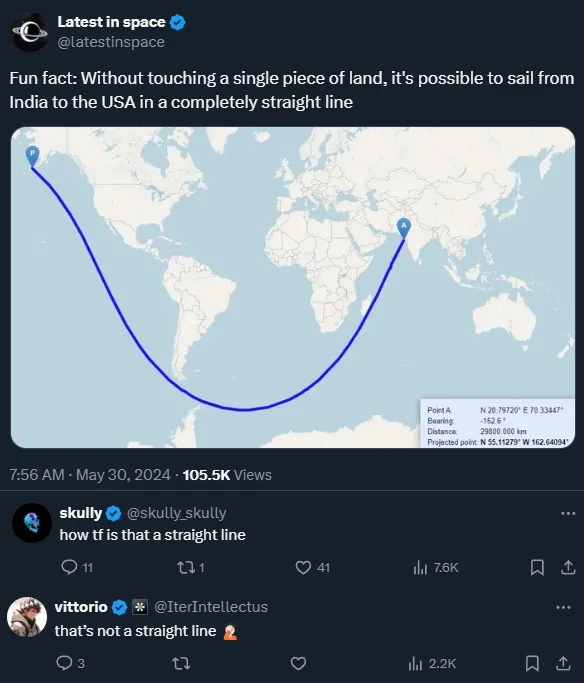 Latest in space
@latestinspace
Fun fact: Without touching a single piece of land, it's possible to sail from
India to the USA in a completely straight line
P
A
Point A: N 20.79720° E 70.33447°
Bearing: -152.6 °
Distance: 29800.000 km
Projected point: N 55.11279° W 162.64094°
7:56 AM · May 30, 2024 · 105.5K Views
skully @skully_skully
how tf is that a straight line
11 1 41 7.6K
vittorio @IterIntellectus
that's not a straight line
3 2.2K